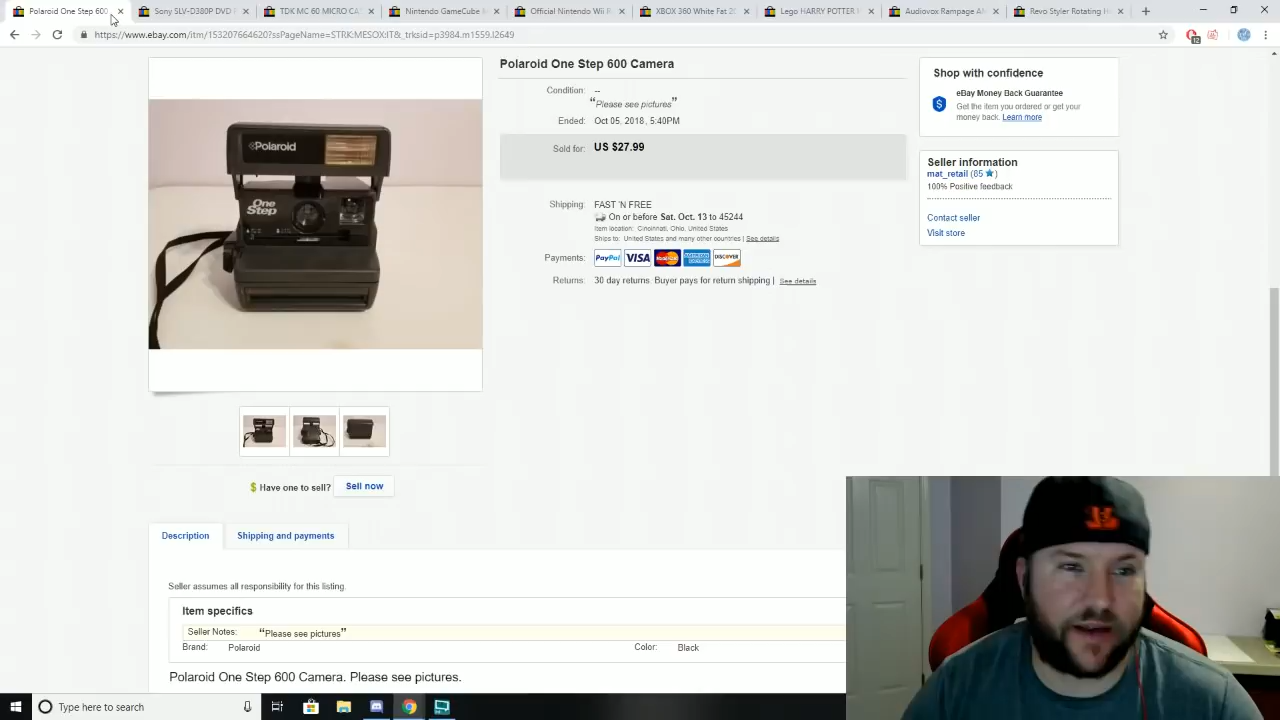 Polaroid One Step 600
Sony SLV-D380P DVD
TDK MC 60 MICRO CA
Nintendo GameCube
Official Nintendo Wii R
XBOX 360 White Fat 20
Lego HARRY POTTER
Audiovox Rampage AM
Revo Styler Rotating H
https://www.ebay.com/itm/153207664620?ssPageName=STRK:MESOX:IT&_trksid=p3984.m1559.l2649
Polaroid One Step 600 Camera
Condition: --
“Please see pictures”
Ended: Oct 05, 2018 , 5:40PM
Sold for: US $27.99
Shipping: FAST 'N FREE
On or before Sat. Oct. 13 to 45244
Item location: Cincinnati, Ohio, United States
Ships to: United States and many other countries | See details
Payments: PayPal VISA MasterCard AMERICAN EXPRESS DISCOVER
Returns: 30 day returns. Buyer pays for return shipping | See details
Shop with confidence
eBay Money Back Guarantee
Get the item you ordered or get your
money back. Learn more
Seller information
mat_retail (85 )
100% Positive feedback
Contact seller
Visit store
Polaroid
One
Step
$ Have one to sell? Sell now
Description
Shipping and payments
Seller assumes all responsibility for this listing.
Item specifics
Seller Notes: “Please see pictures”
Brand: Polaroid
Color: Black
Polaroid One Step 600 Camera. Please see pictures.
Type here to search